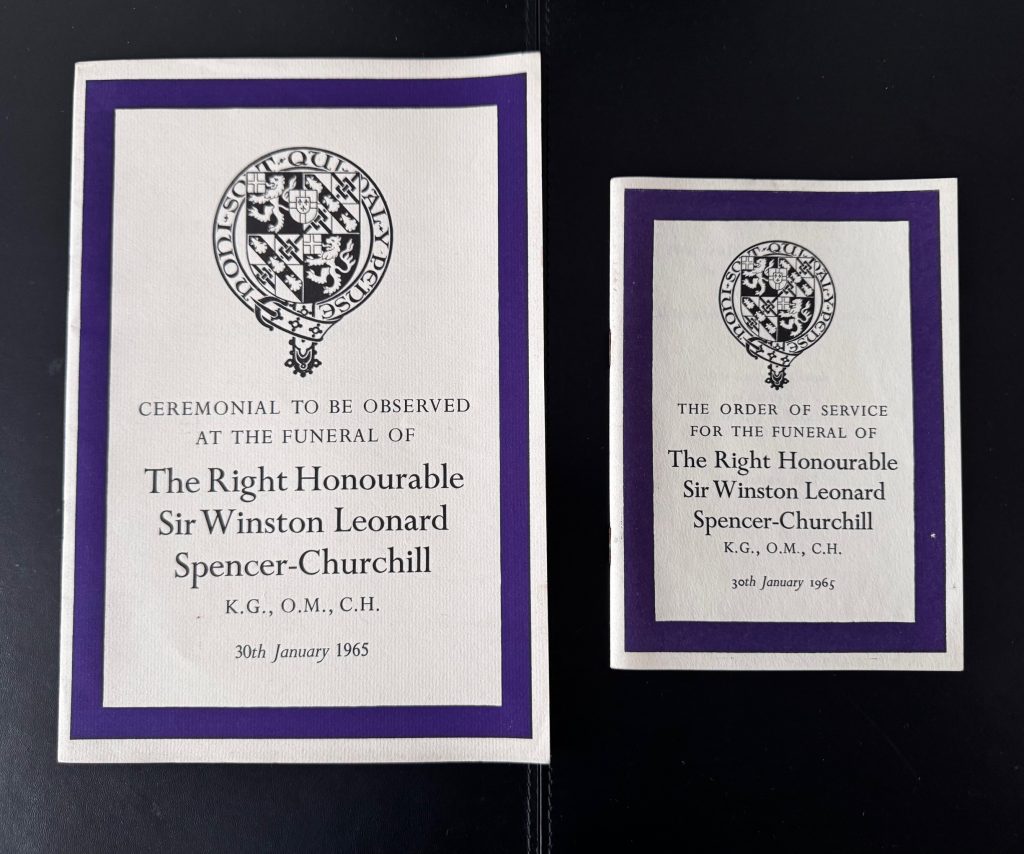 HONI·SOIT·QUI·MAL·Y·PENSE
CEREMONIAL TO BE OBSERVED
AT THE FUNERAL OF
The Right Honourable
Sir Winston Leonard
Spencer-Churchill
K.G., O.M., C.H.
30th January 1965
HONI·SOIT·QUI·MAL·Y·PENSE
THE ORDER OF SERVICE
FOR THE FUNERAL OF
The Right Honourable
Sir Winston Leonard
Spencer-Churchill
K.G., O.M., C.H.
30th January 1965